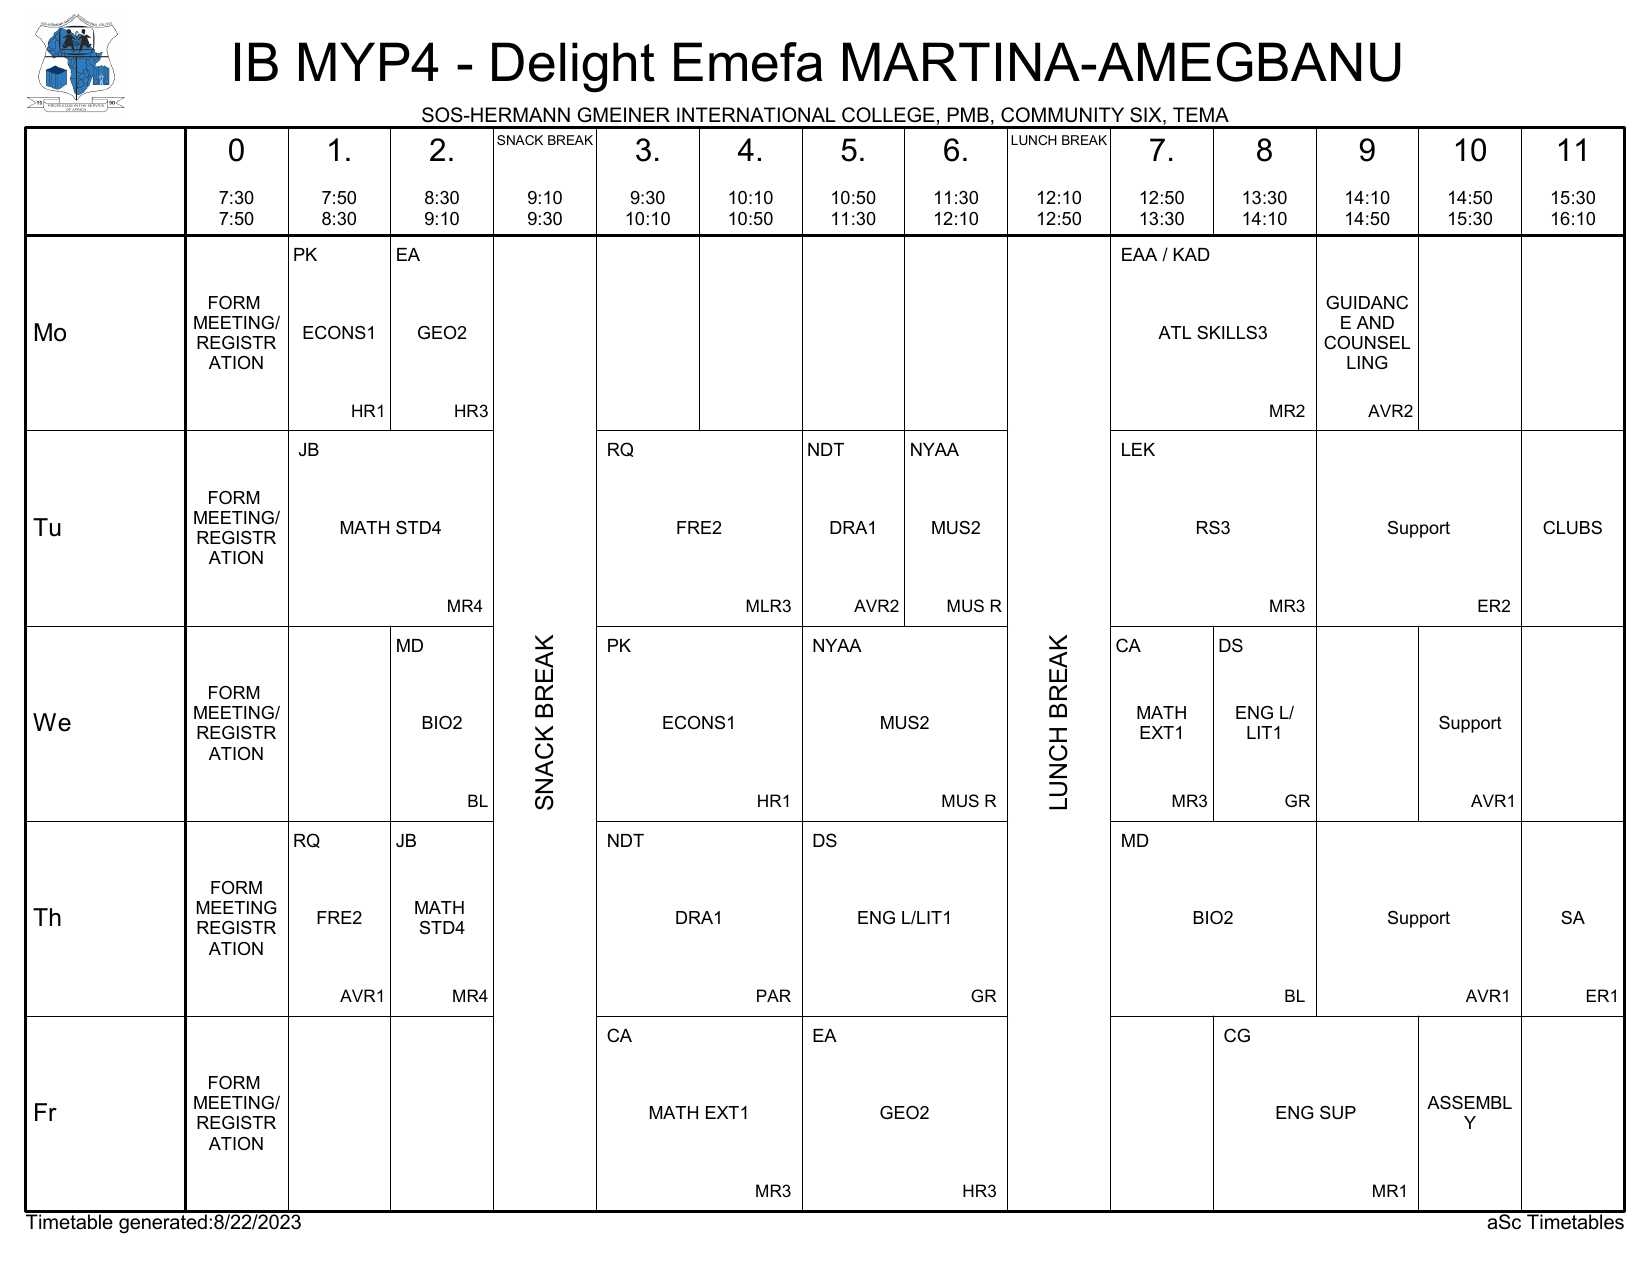 IB MYP4 - Delight Emefa MARTINA-AMEGBANU
SOS-HERMANN GMEINER INTERNATIONAL COLLEGE, PMB, COMMUNITY SIX, TEMA
KNOWLEDGE IN THE SERVICE
OF AFRICA
19 90
0 1. 2. SNACK BREAK 3. 4. 5. 6. LUNCH BREAK 7. 8 9 10 11
7:30 7:50 8:30 9:10 9:30 10:10 10:50 11:30 12:10 12:50 13:30 14:10 14:50 15:30
7:50 8:30 9:10 9:30 10:10 10:50 11:30 12:10 12:50 13:30 14:10 14:50 15:30 16:10
Mo
FORM
MEETING/
REGISTR
ATION
PK
ECONS1
HR1
EA
GEO2
HR3
EAA / KAD
ATL SKILLS3
MR2
GUIDANC
E AND
COUNSEL
LING
AVR2
Tu
FORM
MEETING/
REGISTR
ATION
JB
MATH STD4
MR4
RQ
FRE2
MLR3
NDT
DRA1
AVR2
NYAA
MUS2
MUS R
LEK
RS3
MR3
Support
ER2
CLUBS
We
FORM
MEETING/
REGISTR
ATION
MD
BIO2
BL
SNACK BREAK
PK
ECONS1
HR1
NYAA
MUS2
MUS R
LUNCH BREAK
CA
MATH
EXT1
MR3
DS
ENG L/
LIT1
GR
Support
AVR1
Th
FORM
MEETING
REGISTR
ATION
RQ
FRE2
AVR1
JB
MATH
STD4
MR4
NDT
DRA1
PAR
DS
ENG L/LIT1
GR
MD
BIO2
BL
Support
AVR1
SA
ER1
Fr
FORM
MEETING/
REGISTR
ATION
CA
MATH EXT1
MR3
EA
GEO2
HR3
CG
ENG SUP
MR1
ASSEMBL
Y
Timetable generated:8/22/2023
aSc Timetables